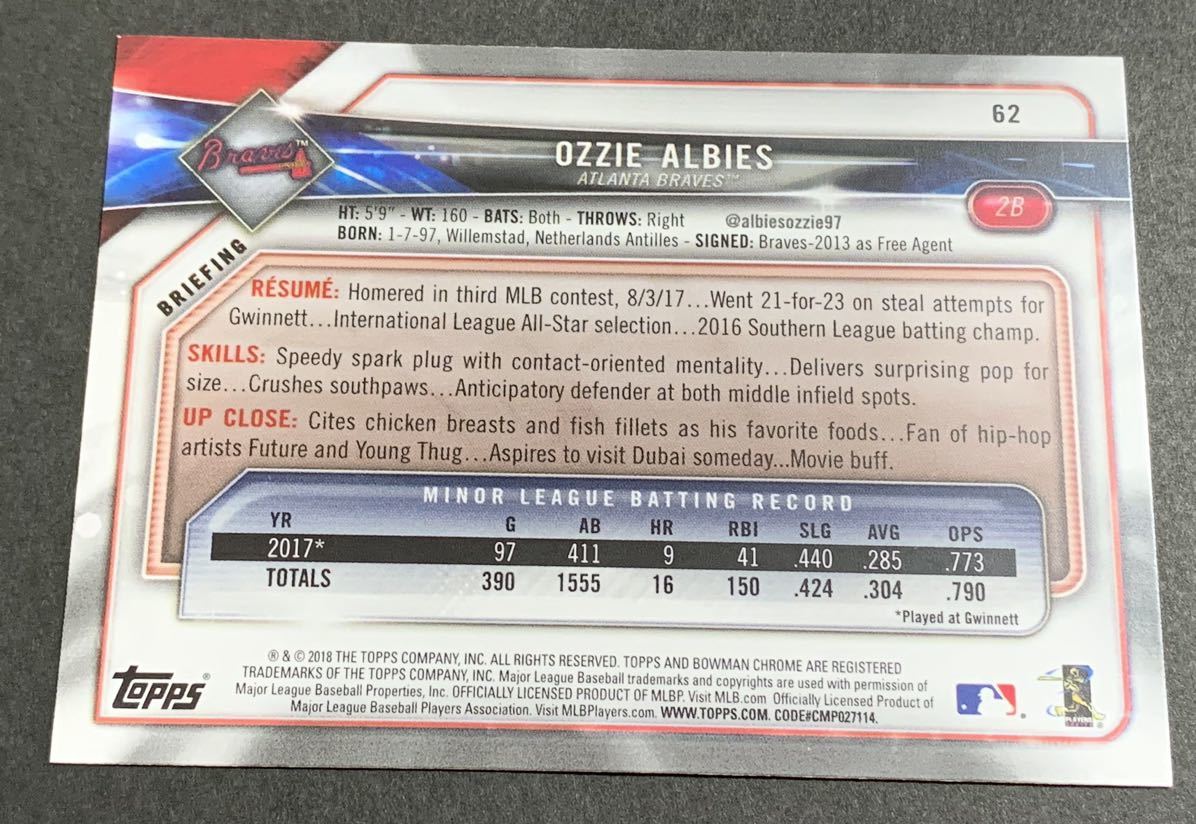 62
Braves™
OZZIE ALBIES
ATLANTA BRAVES™
2B
HT: 5'9" - WT: 160 - BATS: Both - THROWS: Right @albiesozzie97
BORN: 1-7-97, Willemstad, Netherlands Antilles - SIGNED: Braves-2013 as Free Agent
BRIEFING
RÉSUMÉ: Homered in third MLB contest, 8/3/17...Went 21-for-23 on steal attempts for
Gwinnett...International League All-Star selection...2016 Southern League batting champ.
SKILLS: Speedy spark plug with contact-oriented mentality...Delivers surprising pop for
size...Crushes southpaws...Anticipatory defender at both middle infield spots.
UP CLOSE: Cites chicken breasts and fish fillets as his favorite foods...Fan of hip-hop
artists Future and Young Thug...Aspires to visit Dubai someday...Movie buff.
MINOR LEAGUE BATTING RECORD
YR G AB HR RBI SLG AVG OPS
2017* 97 411 9 41 .440 .285 .773
TOTALS 390 1555 16 150 .424 .304 .790
*Played at Gwinnett
® & © 2018 THE TOPPS COMPANY, INC. ALL RIGHTS RESERVED. TOPPS AND BOWMAN CHROME ARE REGISTERED
TRADEMARKS OF THE TOPPS COMPANY, INC. Major League Baseball trademarks and copyrights are used with permission of
Major League Baseball Properties, Inc. OFFICIALLY LICENSED PRODUCT OF MLBP. Visit MLB.com Officially Licensed Product of
Major League Baseball Players Association. Visit MLBPlayers.com. WWW.TOPPS.COM. CODE#CMP027114.
topps®
PLAYERS